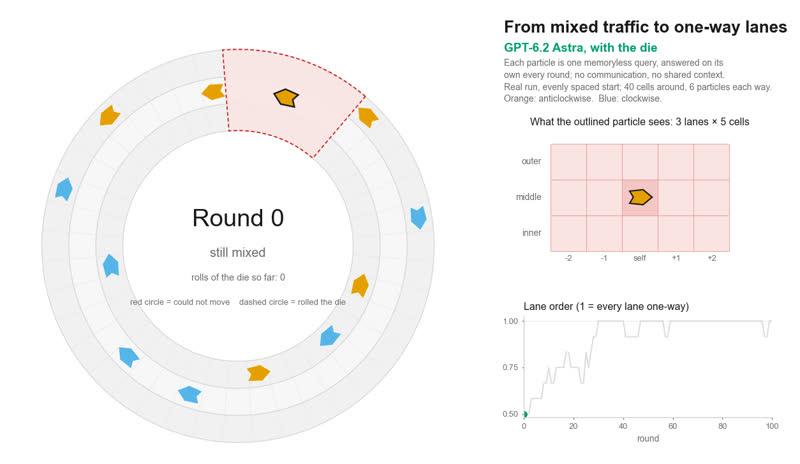 From mixed traffic to one-way lanes
GPT-6.2 Astra, with the die
Each particle is one memoryless query, answered on its
own every round; no communication, no shared context.
Real run, evenly spaced start; 40 cells around, 6 particles each way.
Orange: anticlockwise.  Blue: clockwise.
What the outlined particle sees: 3 lanes × 5 cells
outer
middle
inner
-2 -1 self +1 +2
Round 0
still mixed
rolls of the die so far: 0
red circle = could not move dashed circle = rolled the die
Lane order (1 = every lane one-way)
1.00
0.75
0.50
0 20 40 60 80 100
round